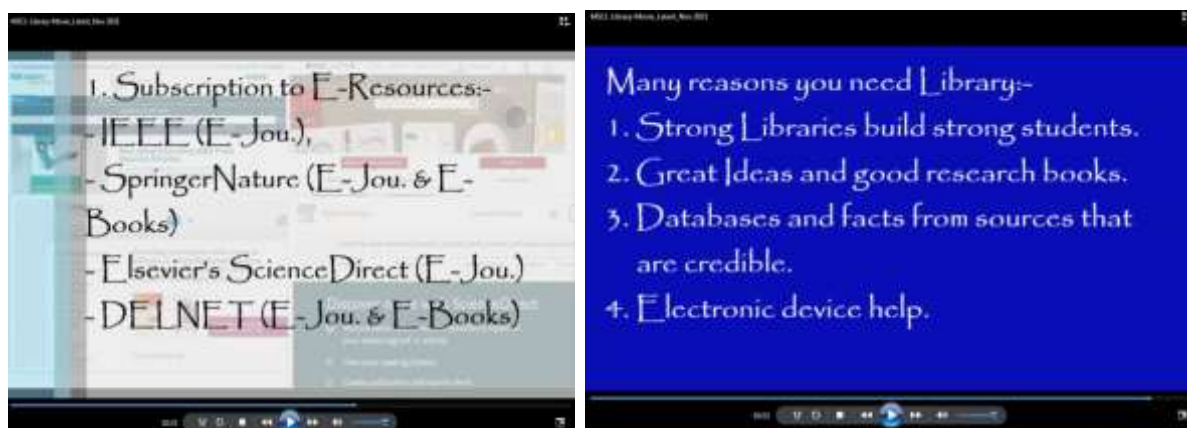 1. Subscription to E-Resources:-
- IEEE (E-Jou.),
- SpringerNature (E-Jou. & E-
Books)
- Elsevier's ScienceDirect (E-Jou.)
- DELNET (E-Jou. & E-Books)
Many reasons you need Library:-
1. Strong Libraries build strong students.
2. Great Ideas and good research books.
3. Databases and facts from sources that
are credible.
4. Electronic device help.